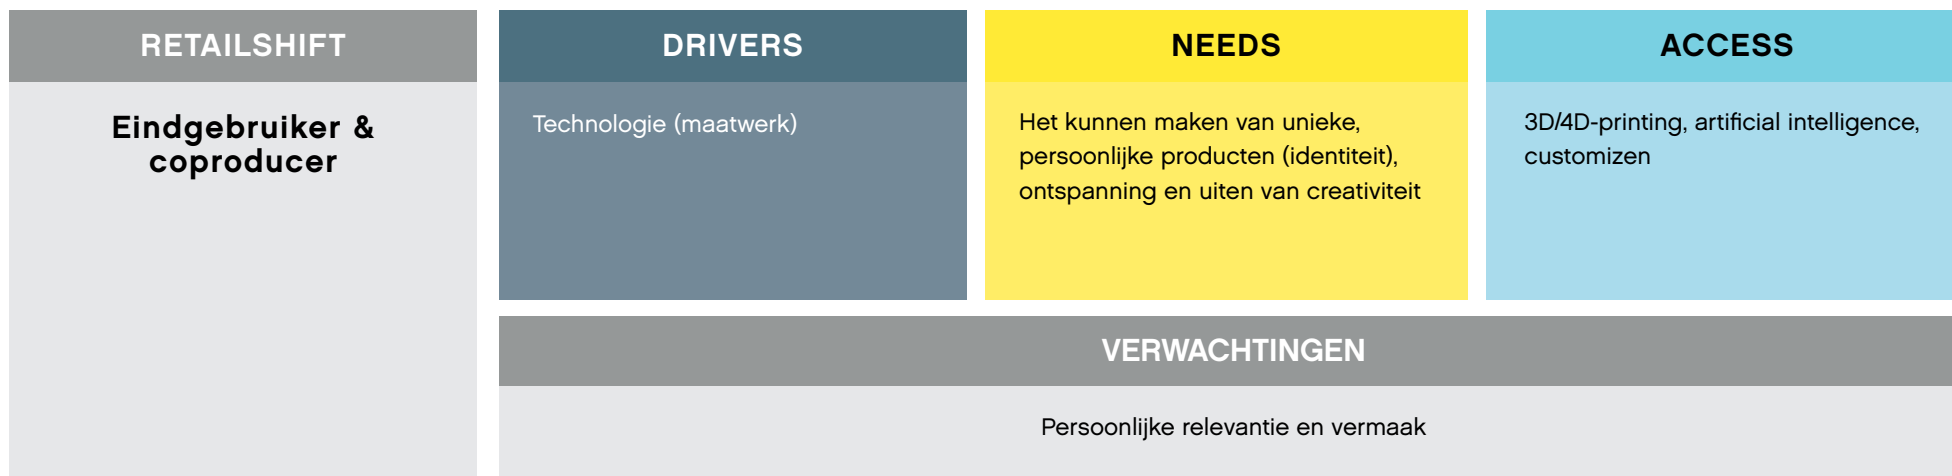 RETAILSHIFT
Eindgebruiker &
coproducer
DRIVERS
Technologie (maatwerk)
NEEDS
Het kunnen maken van unieke,
persoonlijke producten (identiteit),
ontspanning en uiten van creativiteit
ACCESS
3D/4D-printing, artificial intelligence,
customizen
VERWACHTINGEN
Persoonlijke relevantie en vermaak